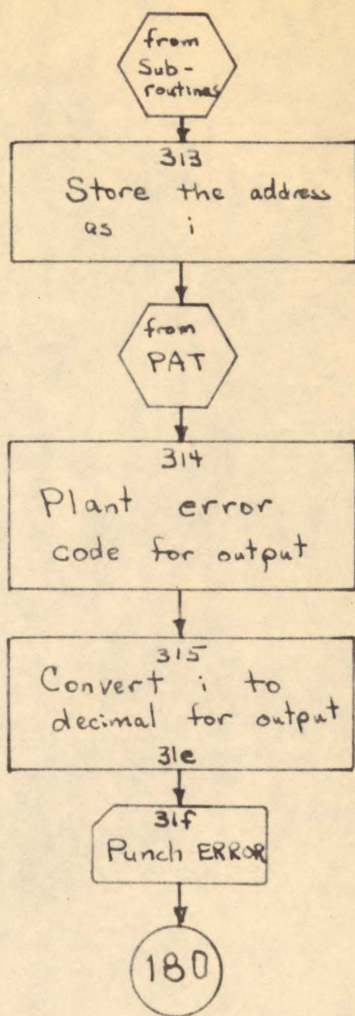 from
Sub-
routines
313
Store the address
as i
from
PAT
314
Plant error
code for output
315
Convert i to
decimal for output
31e
31f
Punch ERROR
180